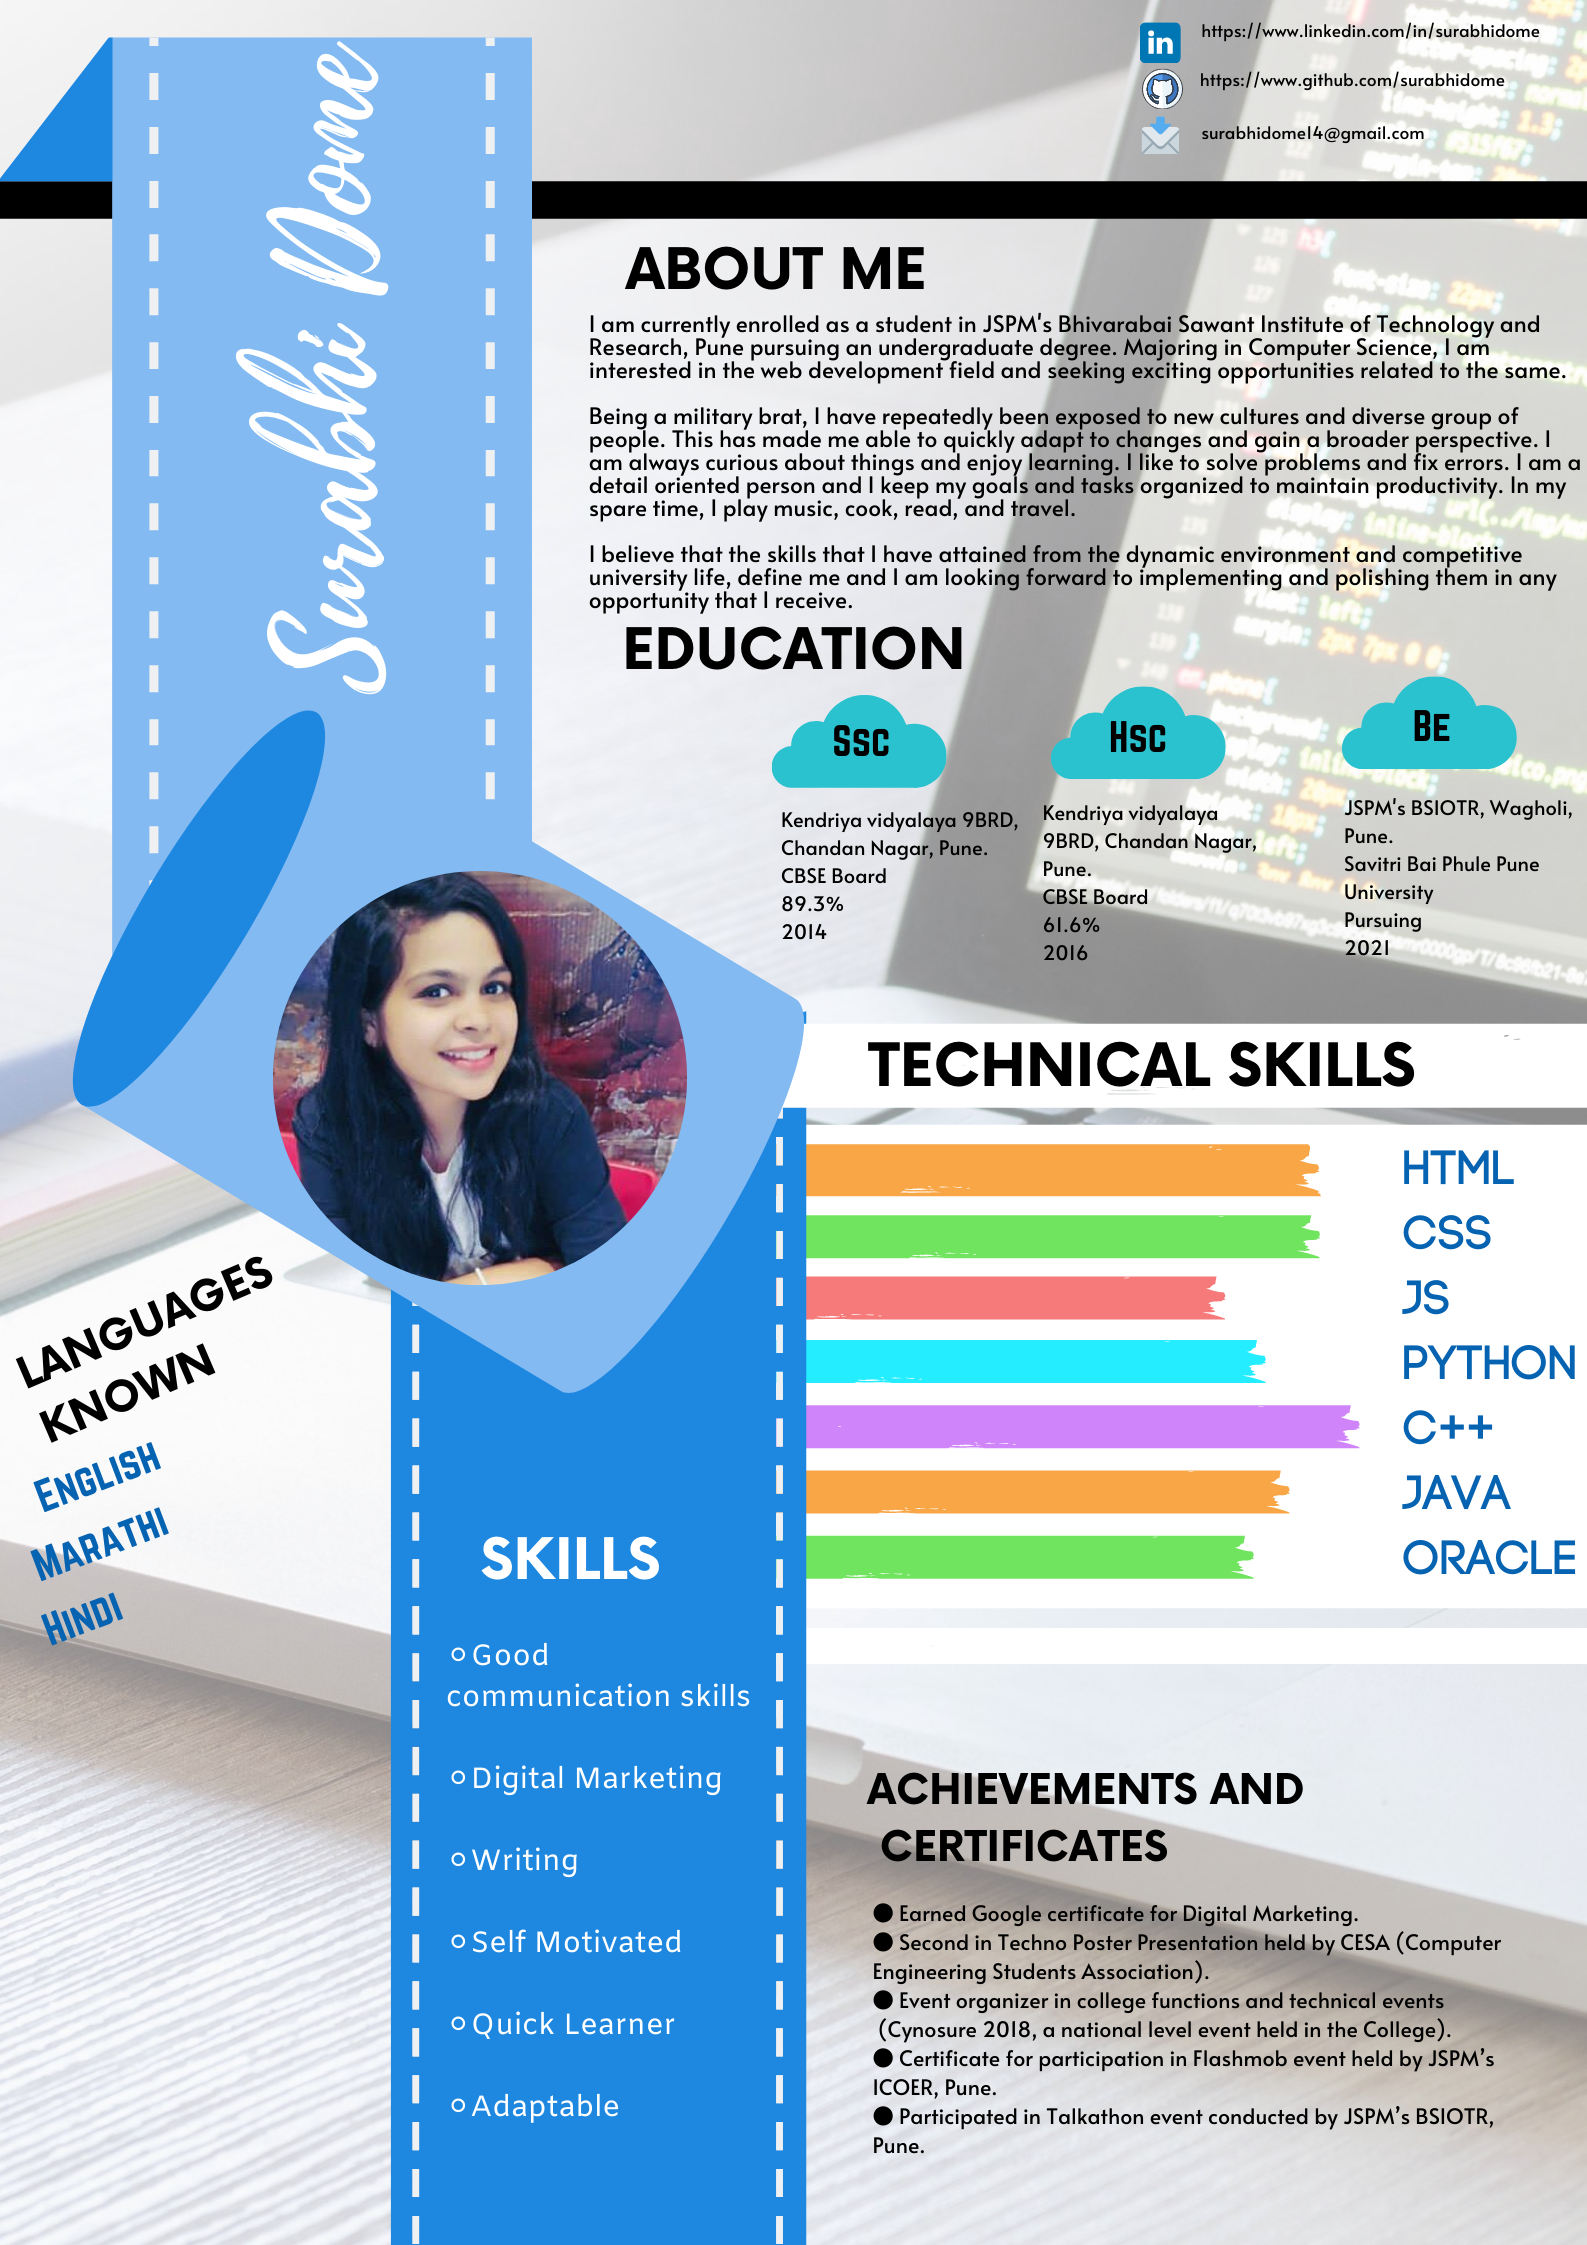 https://www.linkedin.com/in/surabhidome
https://www.github.com/surabhidome
surabhidome14@gmail.com
Surabhi Dome
ABOUT ME
I am currently enrolled as a student in JSPM's Bhivarabai Sawant Institute of Technology and
Research, Pune pursuing an undergraduate degree. Majoring in Computer Science, I am
interested in the web development field and seeking exciting opportunities related to the same.
Being a military brat, I have repeatedly been exposed to new cultures and diverse group of
people. This has made me able to quickly adapt to changes and gain a broader perspective. I
am always curious about things and enjoy learning. I like to solve problems and fix errors. I am a
detail oriented person and I keep my goals and tasks organized to maintain productivity. In my
spare time, I play music, cook, read, and travel.
I believe that the skills that I have attained from the dynamic environment and competitive
university life, define me and I am looking forward to implementing and polishing them in any
opportunity that I receive.
EDUCATION
SSC
Kendriya vidyalaya 9BRD,
Chandan Nagar, Pune.
CBSE Board
89.3%
2014
HSC
Kendriya vidyalaya
9BRD, Chandan Nagar,
Pune.
CBSE Board
61.6%
2016
BE
JSPM's BSIOTR, Wagholi,
Pune.
Savitri Bai Phule Pune
University
Pursuing
2021
TECHNICAL SKILLS
HTML
CSS
JS
PYTHON
C++
JAVA
ORACLE
LANGUAGES
KNOWN
ENGLISH
MARATHI
HINDI
SKILLS
○Good
communication skills
○Digital Marketing
○Writing
○Self Motivated
○Quick Learner
○Adaptable
ACHIEVEMENTS AND
CERTIFICATES
● Earned Google certificate for Digital Marketing.
● Second in Techno Poster Presentation held by CESA (Computer
Engineering Students Association).
● Event organizer in college functions and technical events
(Cynosure 2018, a national level event held in the College).
● Certificate for participation in Flashmob event held by JSPM’s
ICOER, Pune.
● Participated in Talkathon event conducted by JSPM’s BSIOTR,
Pune.